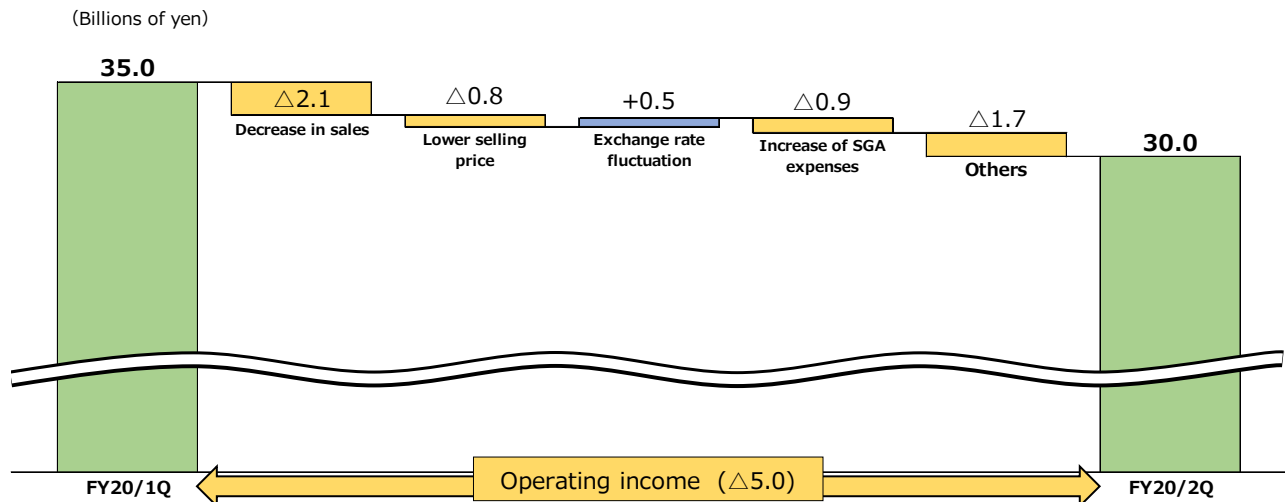 (Billions of yen)
35.0
△2.1
Decrease in sales
△0.8
Lower selling
price
+0.5
Exchange rate
fluctuation
△0.9
Increase of SGA
expenses
△1.7
Others
30.0
Operating income (△5.0)
FY20/1Q
FY20/2Q